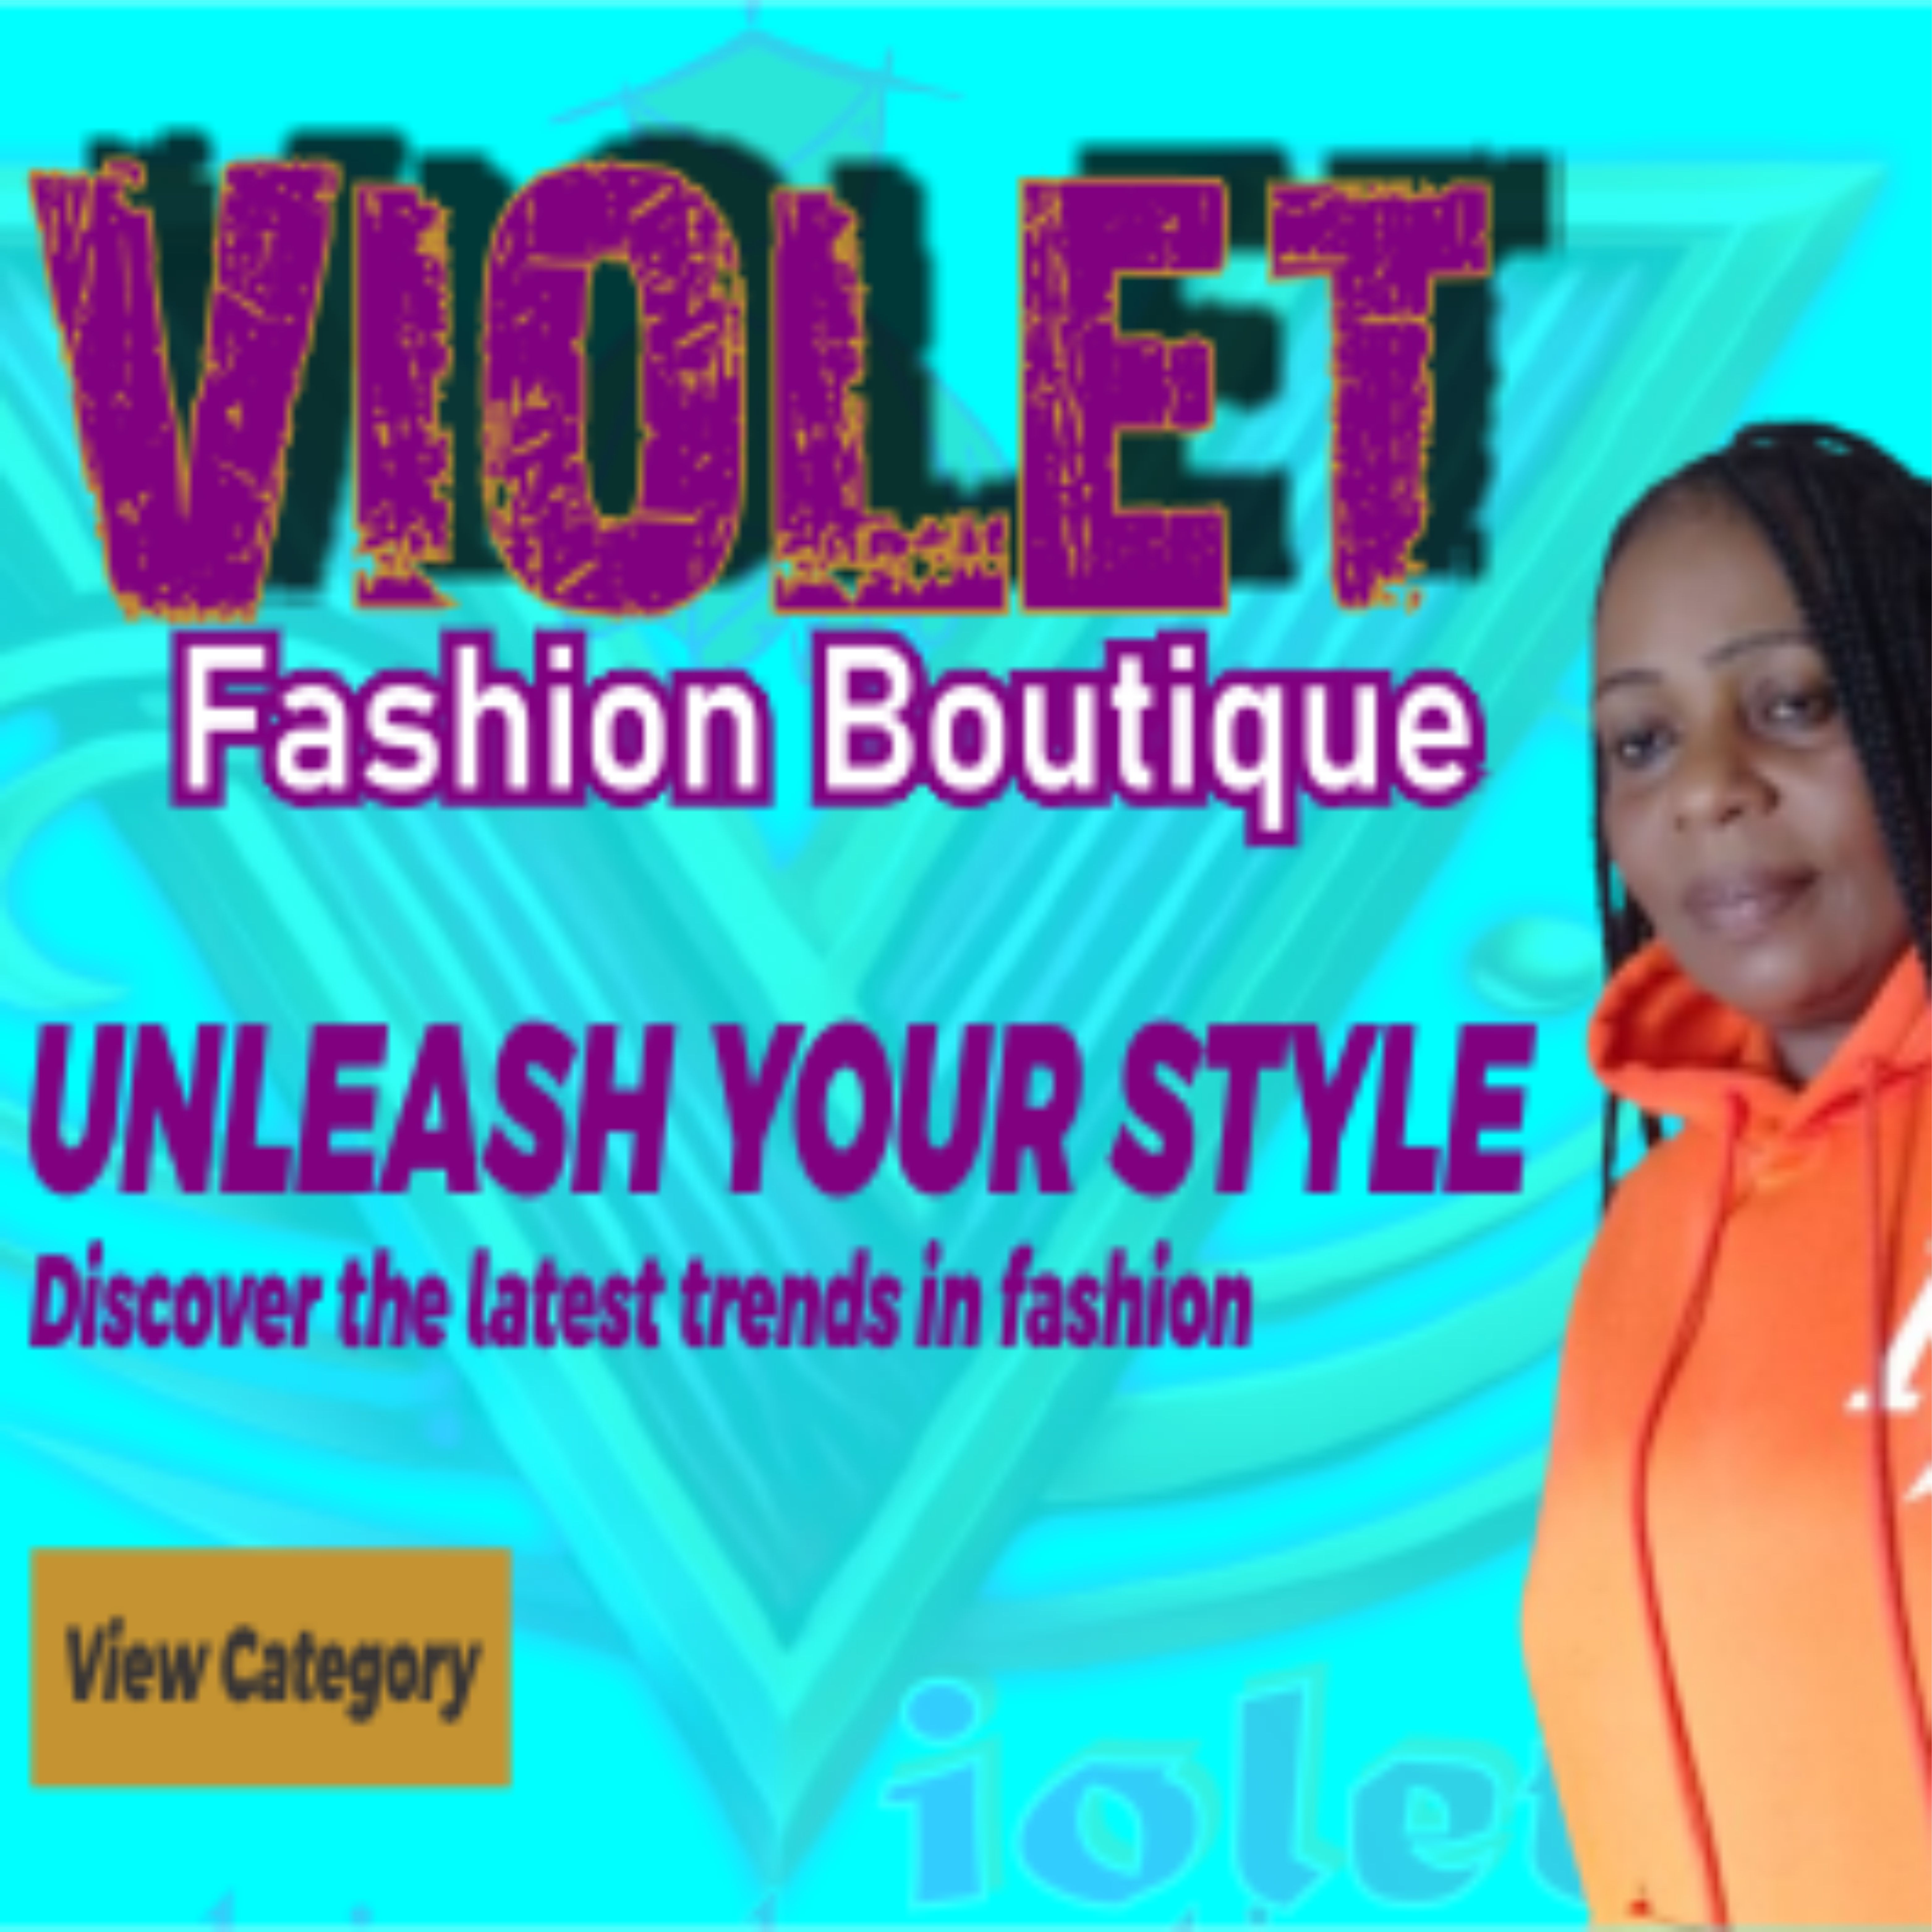 VIOLET
Fashion Boutique
UNLEASH YOUR STYLE
Discover the latest trends in fashion
View Category
iolet